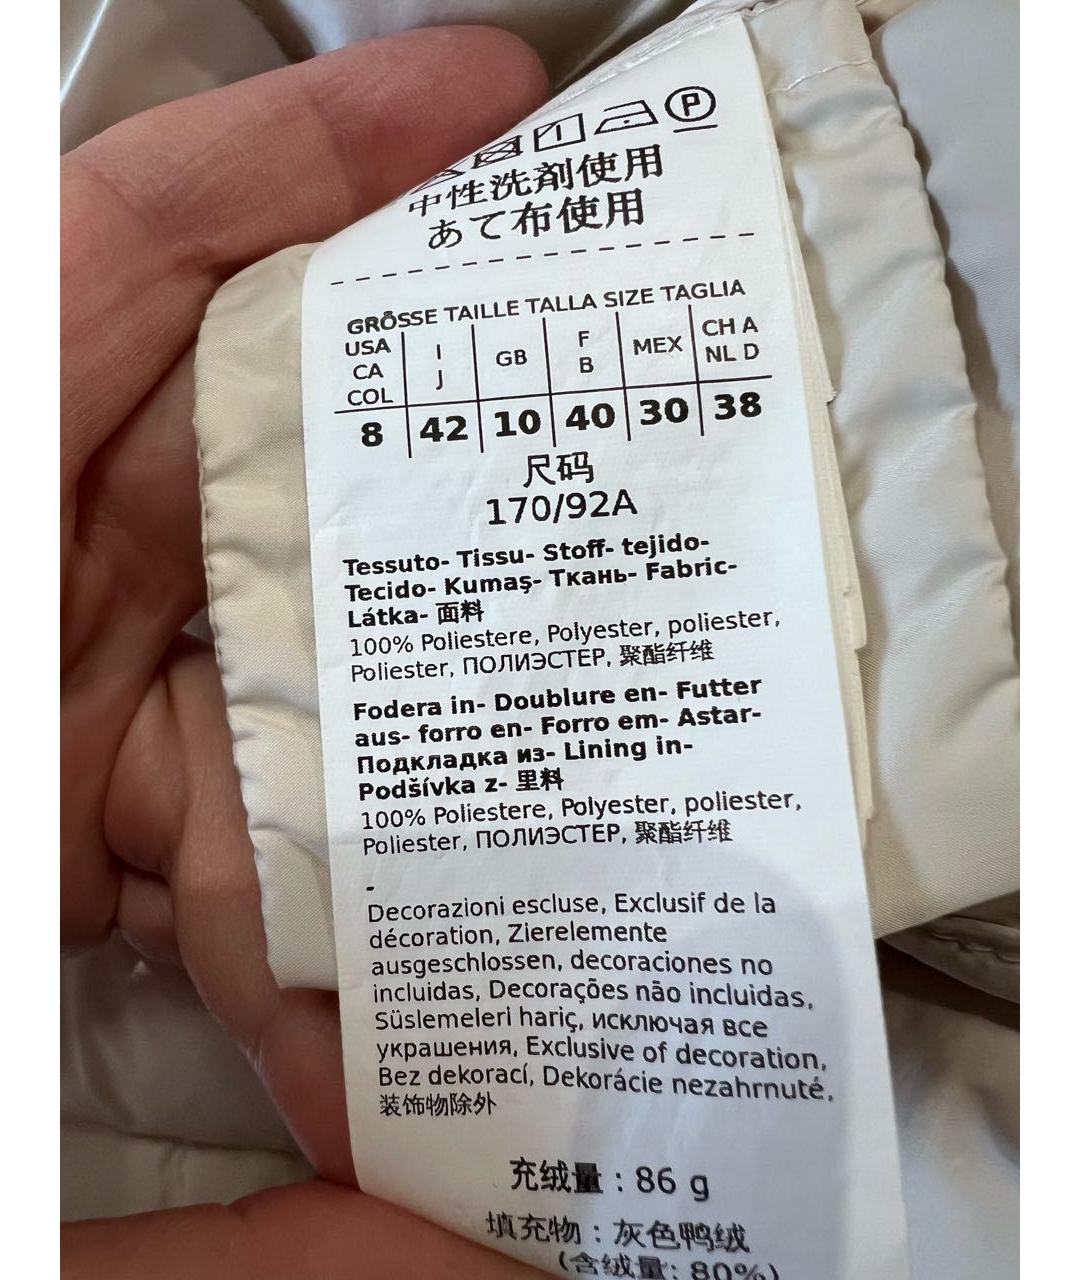 中性洗剤使用
あて布使用
GRÖSSE TAILLE TALLA SIZE TAGLIA
USA CA COL | I J | GB | F B | MEX | CH A NL D
8 | 42 | 10 | 40 | 30 | 38
尺码
170/92A
Tessuto- Tissu- Stoff- tejido-
Tecido- Kumaş- Ткань- Fabric-
Látka- 面料
100% Poliestere, Polyester, poliester,
Poliester, ПОЛИЭСТЕР, 聚酯纤维
Fodera in- Doublure en- Futter
aus- forro en- Forro em- Astar-
Подкладка из- Lining in-
Podšívka z- 里料
100% Poliestere, Polyester, poliester,
Poliester, ПОЛИЭСТЕР, 聚酯纤维
-
Decorazioni escluse, Exclusif de la
décoration, Zierelemente
ausgeschlossen, decoraciones no
incluidas, Decorações não incluidas,
Süslemeleri hariç, исключая все
украшения, Exclusive of decoration,
Bez dekorací, Dekorácie nezahrnuté,
装饰物除外
充绒量：86 g
填充物：灰色鸭绒
(含绒量: 80%)